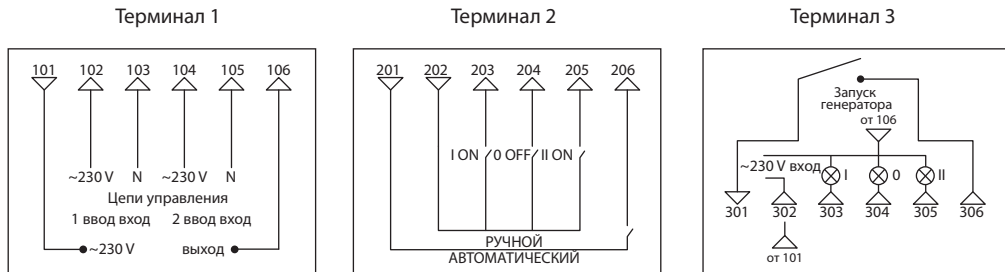 Терминал 1
Терминал 2
Терминал 3
101 102 103 104 105 106
~230 V N ~230 V N
Цепи управления
1 ввод вход 2 ввод вход
~230 V выход
201 202 203 204 205 206
I ON 0 OFF II ON
РУЧНОЙ
АВТОМАТИЧЕСКИЙ
Запуск
генератора
от 106
~230 V вход I 0 II
301 302 303 304 305 306
от 101